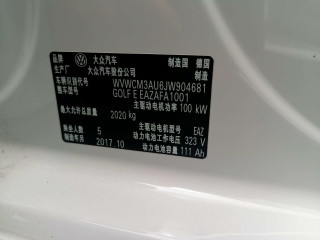 品牌 大众汽车 制造国 德国
生产厂 大众汽车股份公司 制造
车辆识别代号 WVWCM3AU6JW904681
整车型号 GOLF E EAZAFA1001
主驱动电机功率 100 kW
最大允许总质量 2020 kg
乘坐人数 5 主驱动电机型号 EAZ
制造年月 2017.10 动力电池工作电压 323 V
动力电池容量 111 Ah